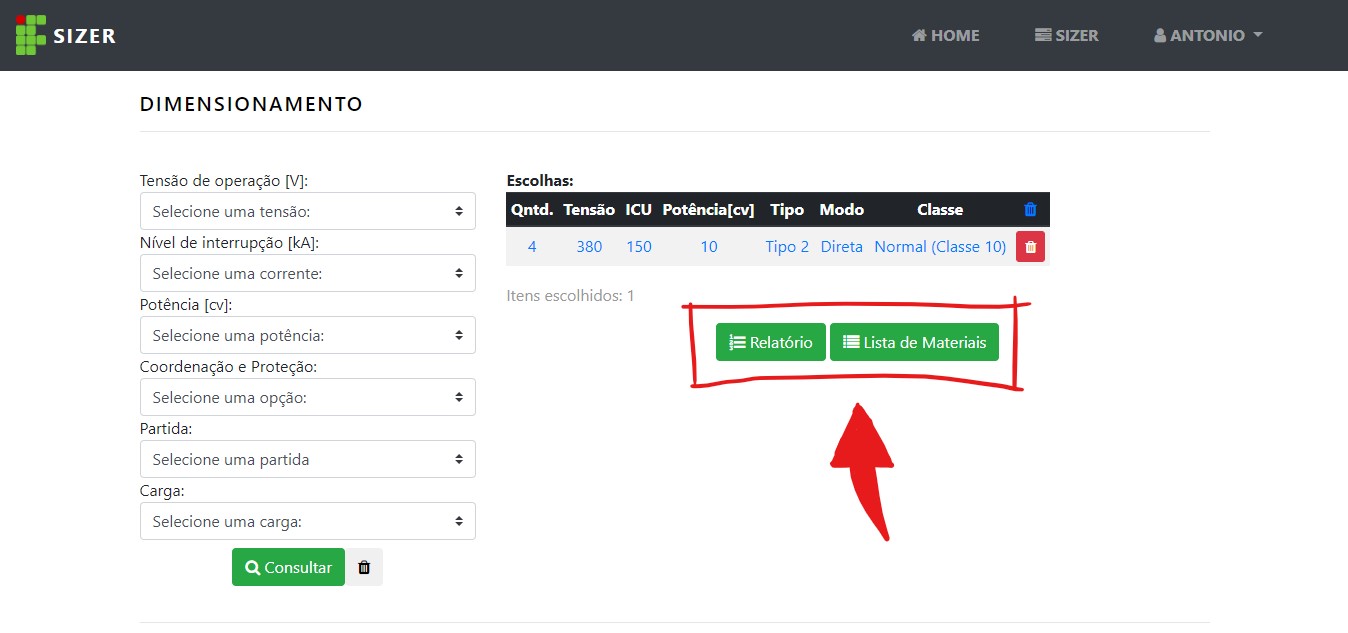 SIZER
HOME
SIZER
ANTONIO
DIMENSIONAMENTO
Tensão de operação [V]:
Selecione uma tensão:
Nível de interrupção [kA]:
Selecione uma corrente:
Potência [cv]:
Selecione uma potência:
Coordenação e Proteção:
Selecione uma opção:
Partida:
Selecione uma partida
Carga:
Selecione uma carga:
Consultar
Escolhas:
Qntd. Tensão ICU Potência[cv] Tipo Modo Classe
4 380 150 10 Tipo 2 Direta Normal (Classe 10)
Itens escolhidos: 1
Relatório
Lista de Materiais